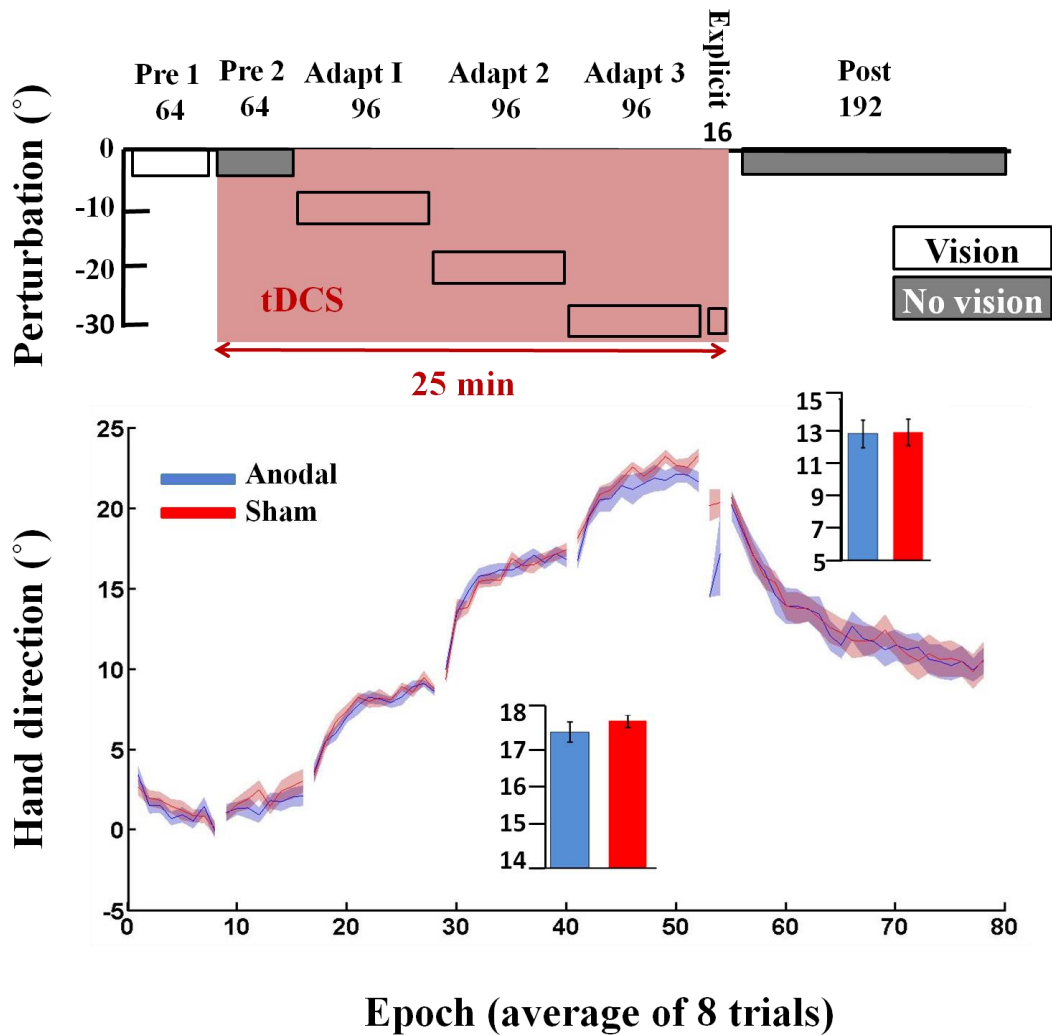 Pre 1
64
Pre 2
64
Adapt I
96
Adapt 2
96
Adapt 3
96
Explicit
16
Post
192
Perturbation (°)
0
-10
-20
-30
tDCS
25 min
Vision
No vision
Hand direction (°)
25
20
15
10
5
0
-5
Anodal
Sham
15
13
11
9
7
5
18
17
16
15
14
0
10
20
30
40
50
60
70
80
Epoch (average of 8 trials)